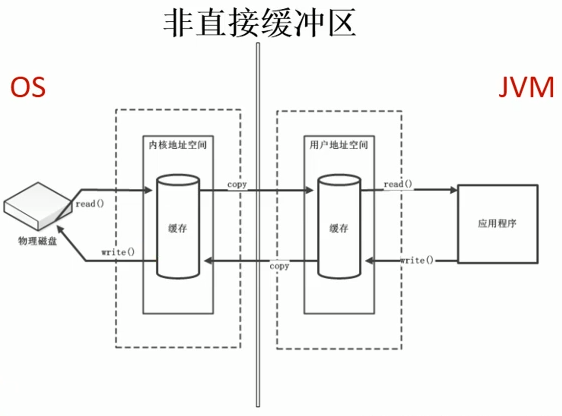 非直接缓冲区
OS
JVM
内核地址空间
用户地址空间
copy
read()
read()
缓存
缓存
应用程序
物理磁盘
write()
copy
write()